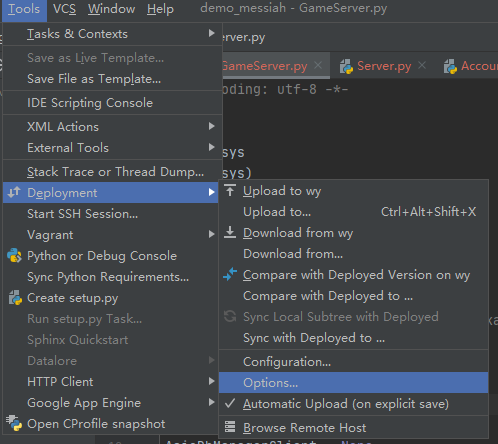 Tools VCS Window Help demo_messiah - GameServer.py
Tasks & Contexts
Save as Live Template...
Save File as Template...
IDE Scripting Console
XML Actions
External Tools
Stack Trace or Thread Dump...
Deployment
Start SSH Session...
Vagrant
Python or Debug Console
Sync Python Requirements...
Create setup.py
Run setup.py Task...
Sphinx Quickstart
Datalore
HTTP Client
Google App Engine
Open CProfile snapshot
erver.py
GameServer.py Server.py Accou
oding: utf-8 -*-
sys
sys)
Upload to wy
Upload to... Ctrl+Alt+Shift+X
Download from wy
Download from...
Compare with Deployed Version on wy
Compare with Deployed to ...
Sync Local Subtree with Deployed
Sync with Deployed to ...
Configuration...
Options...
Automatic Upload (on explicit save)
Browse Remote Host